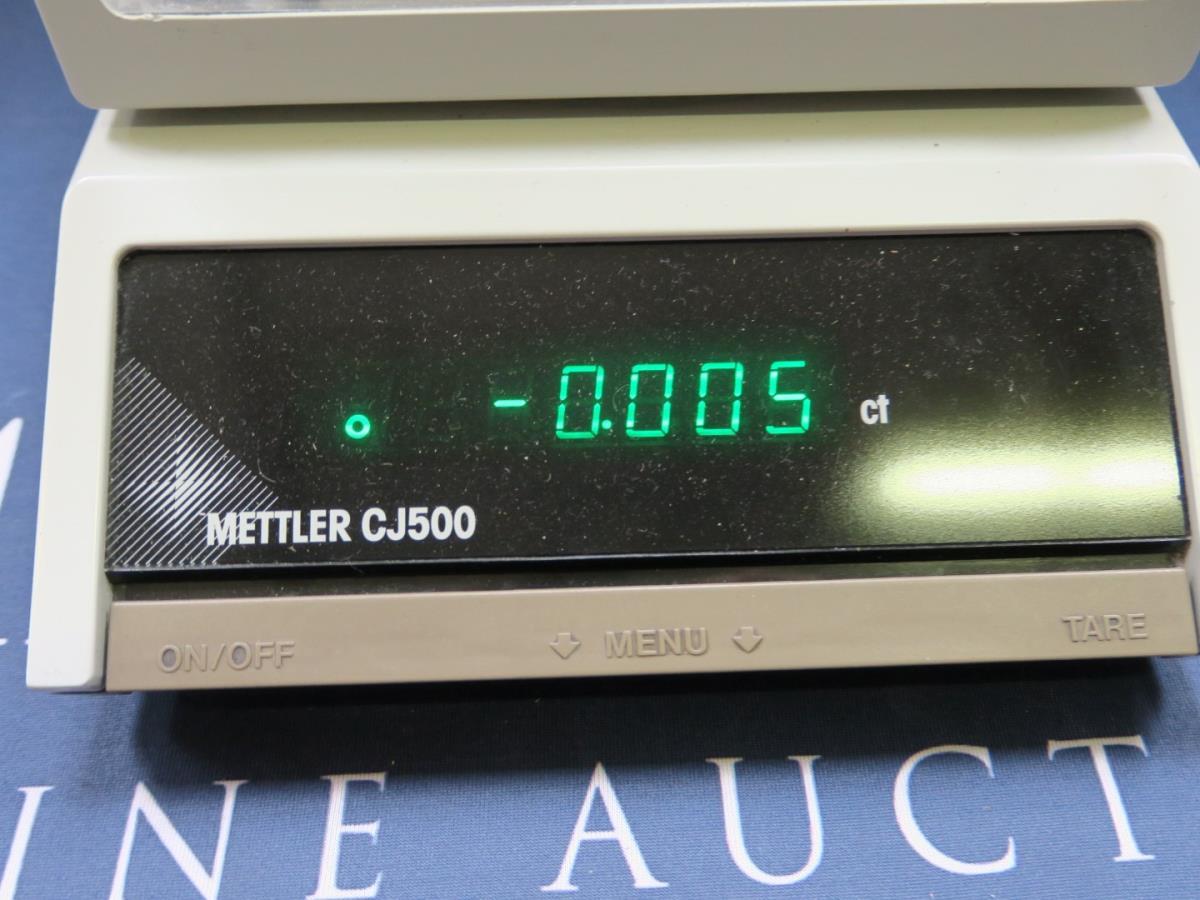 -0.005 ct
METTLER CJ500
ON/OFF MENU TARE
INE AUCT